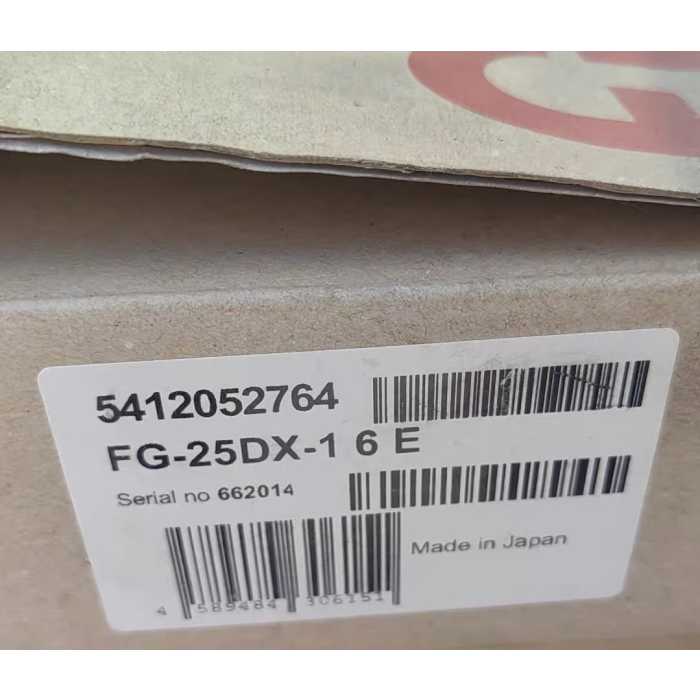 5412052764
FG-25DX-1 6 E
Serial no 662014
Made in Japan
4 589484 306151